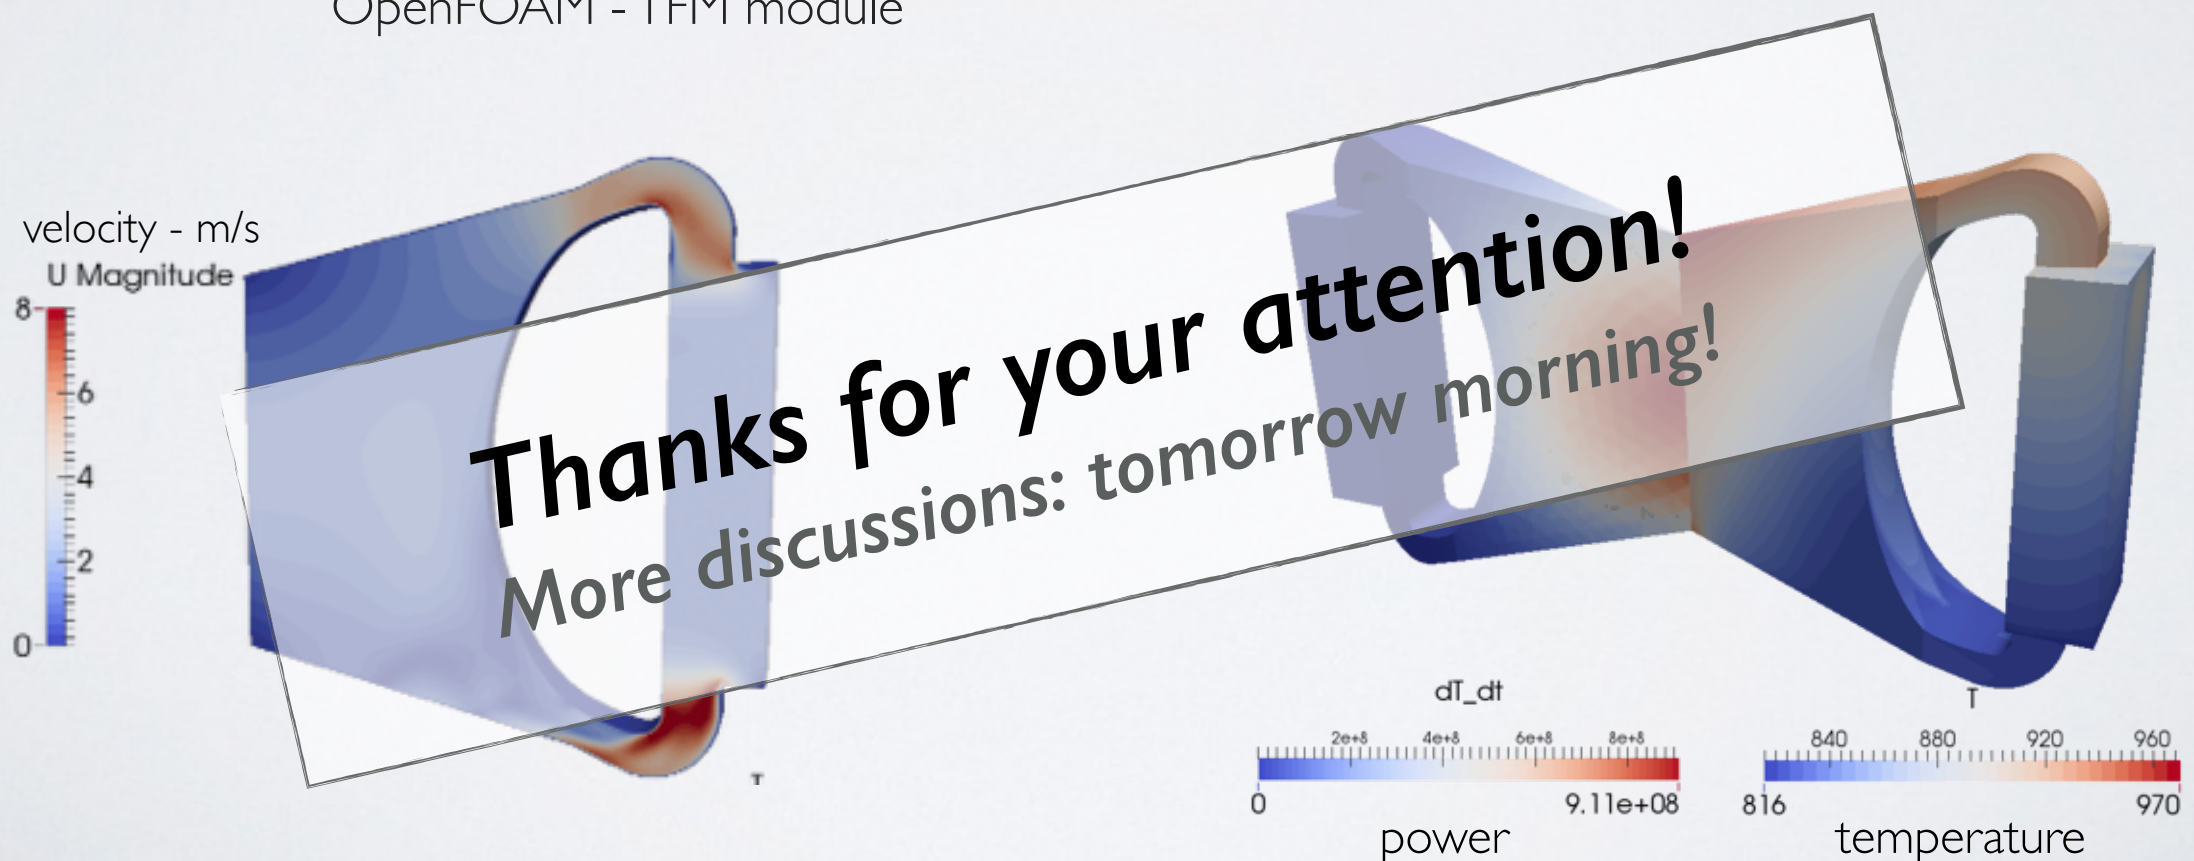 OpenFOAM - TFM module
velocity - m/s
U Magnitude
8
6
4
2
0
Thanks for your attention!
More discussions: tomorrow morning!
T
dT_dt
2e+8 4e+8 6e+8 8e+8
0 9.11e+08
power
T
840 880 920 960
816 970
temperature